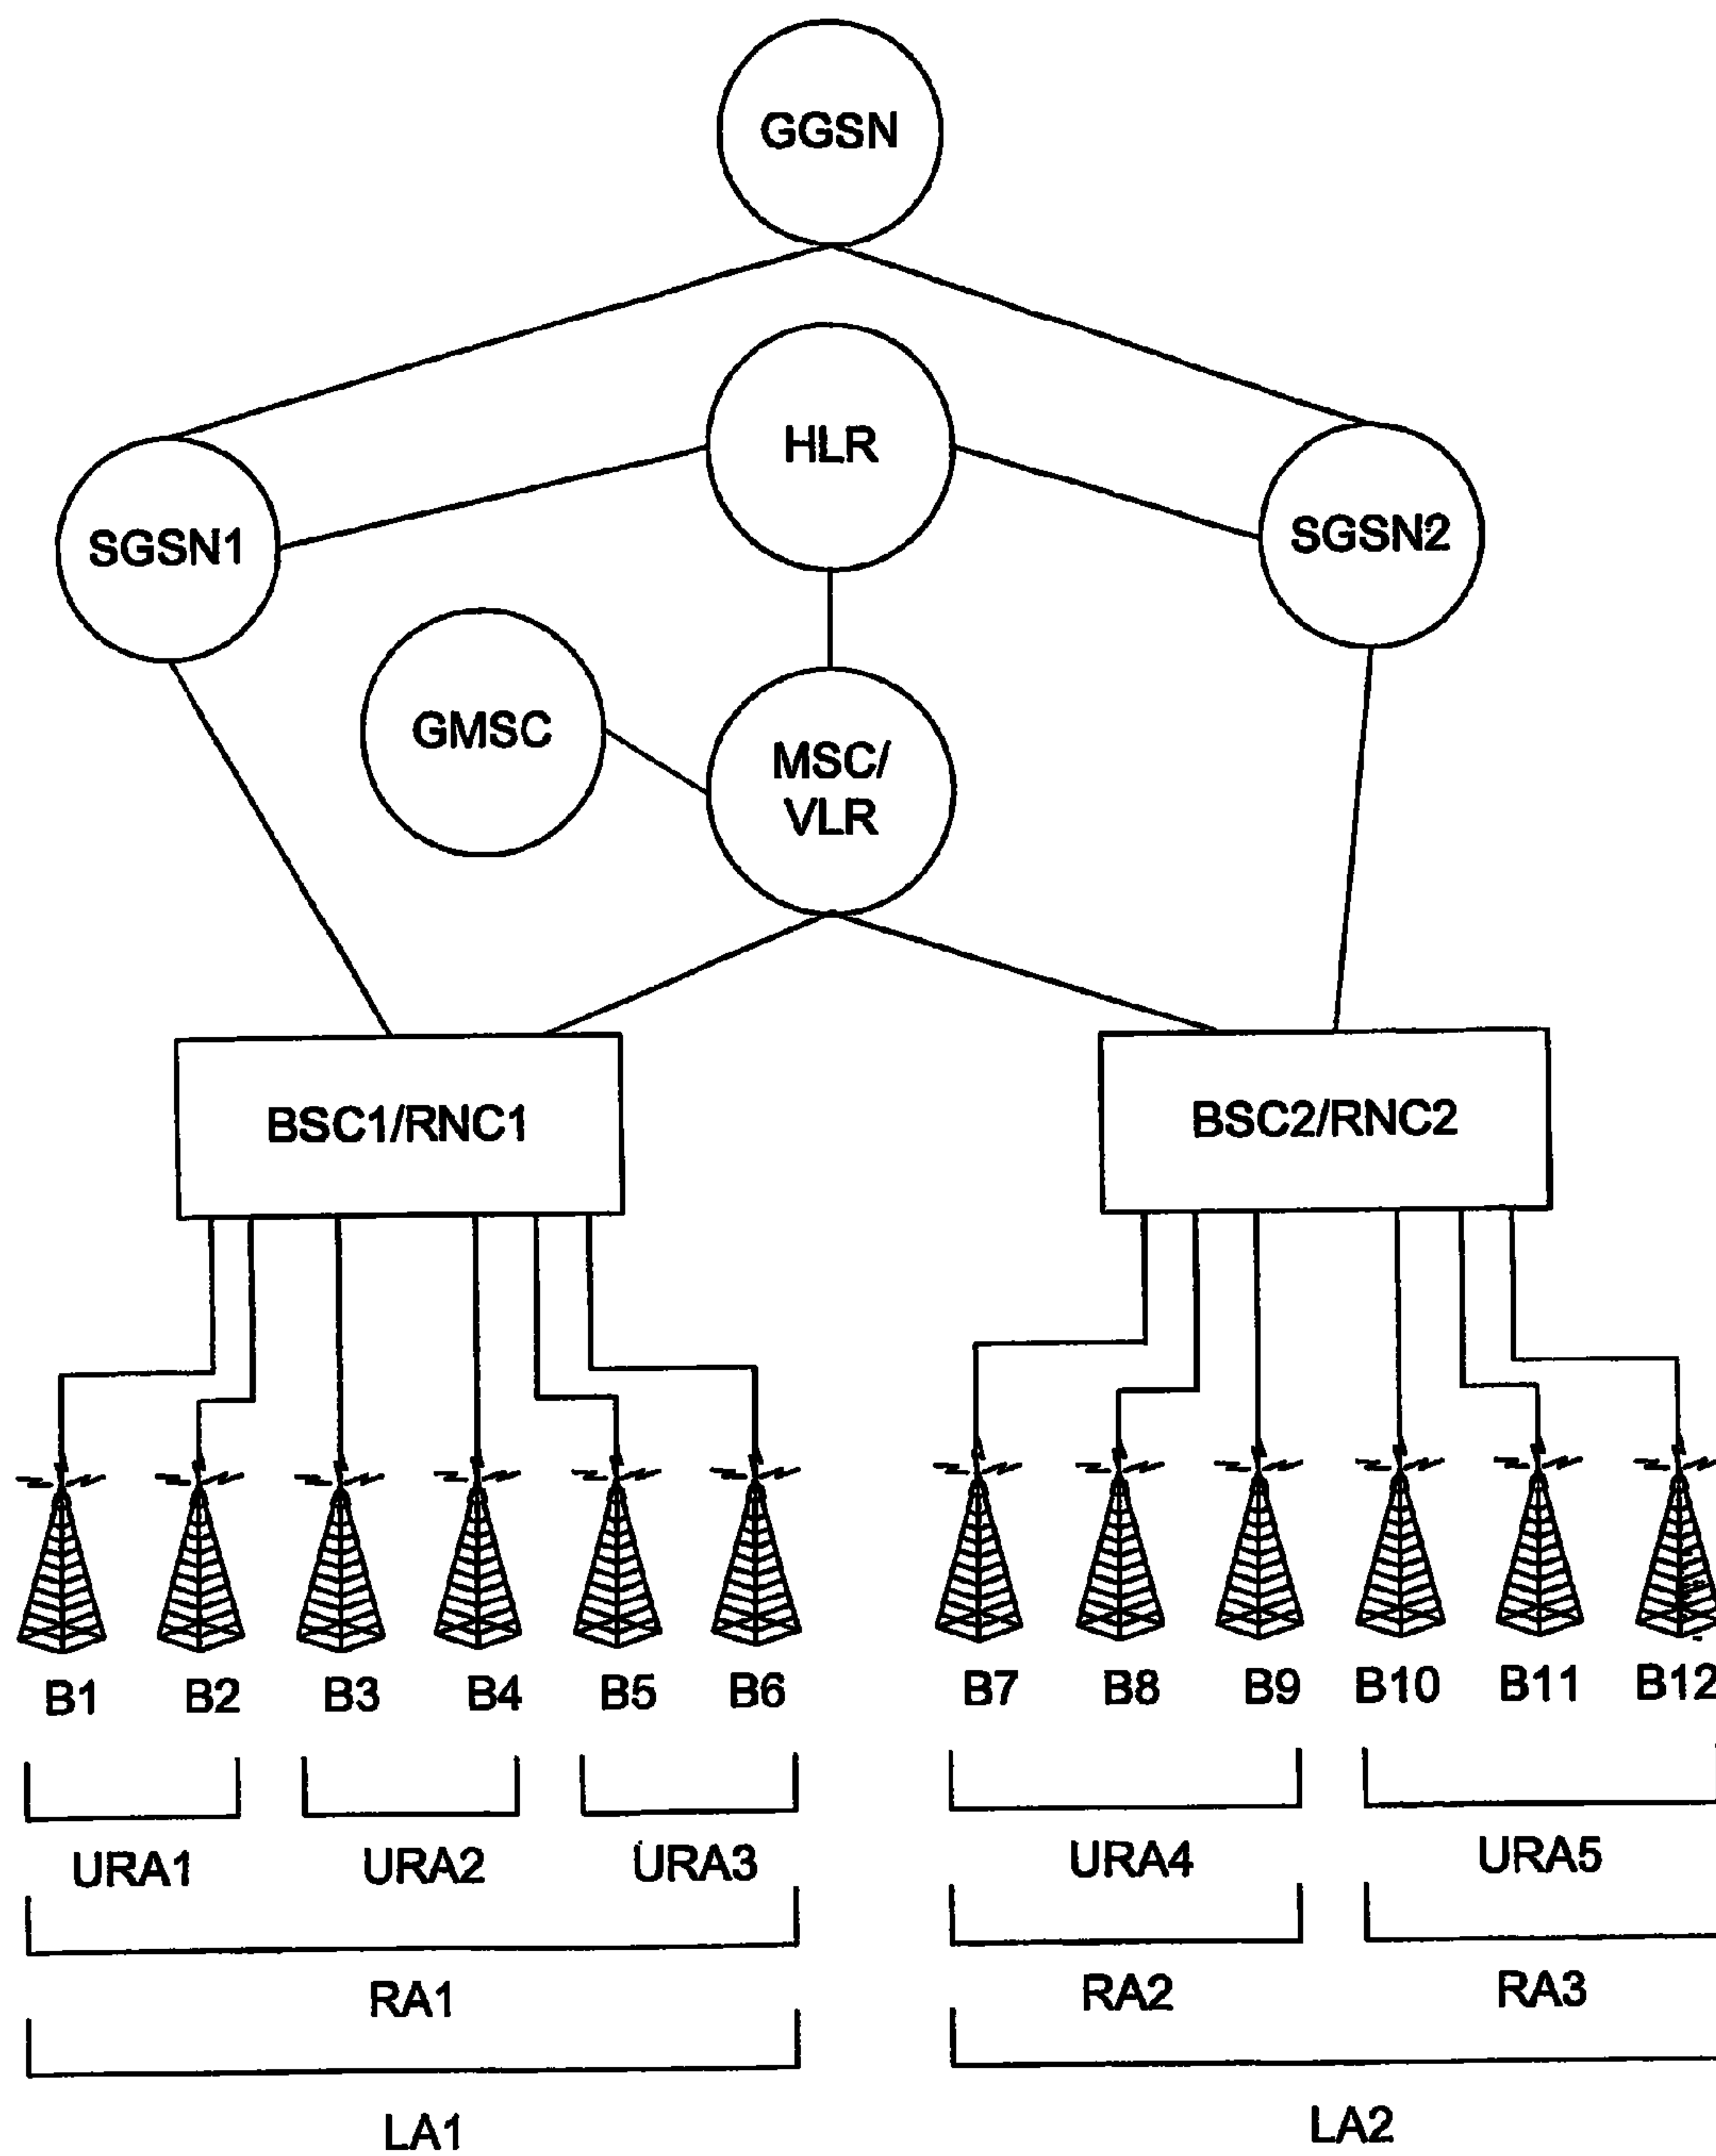 GGSN
HLR
SGSN1
SGSN2
GMSC
MSC/
VLR
BSC1/RNC1
BSC2/RNC2
B1 B2 B3 B4 B5 B6 B7 B8 B9 B10 B11 B12
URA1 URA2 URA3 URA4 URA5
RA1 RA2 RA3
LA1 LA2